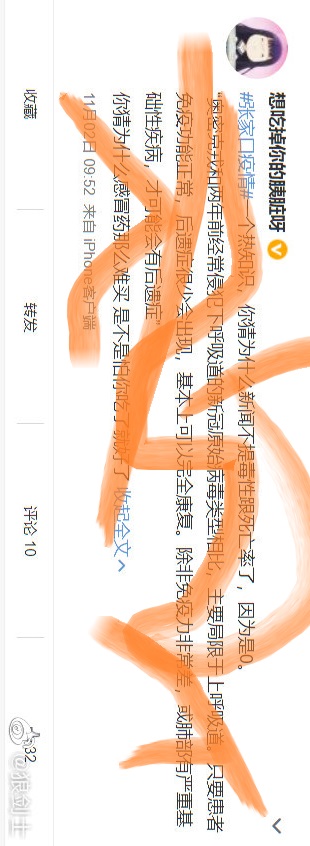 想吃掉你的胰脏呀
#张家口疫情# 一个热知识，你猜为什么新闻不提毒性跟死亡率了，因为是0。
"奥密克戎和两年前经常侵犯下呼吸道的新冠原始病毒类型相比，主要局限于上呼吸道。只要患者
免疫功能正常，后遗症很少会出现，基本上可以完全康复。除非免疫力非常差，或肺部有严重基
础性疾病，才可能会有后遗症"
你猜为什么感冒药那么难买 是不是怕你吃了就好了 收起全文
11月02日 09:52 来自 iPhone客户端
收藏 转发 评论 10 32